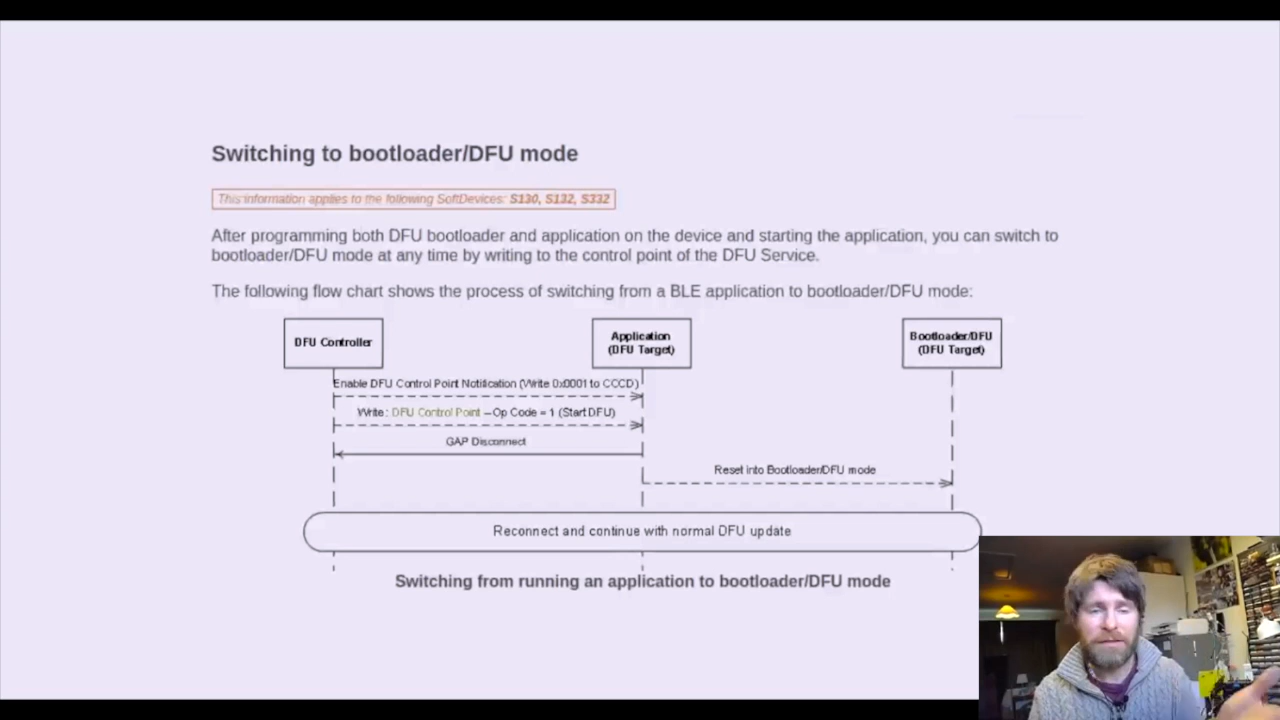 Switching to bootloader/DFU mode
This information applies to the following SoftDevices: S130, S132, S332
After programming both DFU bootloader and application on the device and starting the application, you can switch to
bootloader/DFU mode at any time by writing to the control point of the DFU Service.
The following flow chart shows the process of switching from a BLE application to bootloader/DFU mode:
DFU Controller
Application
(DFU Target)
Bootloader/DFU
(DFU Target)
Enable DFU Control Point Notification (Write 0x0001 to CCCD)
Write : DFU Control Point – Op Code = 1 (Start DFU)
GAP Disconnect
Reset into Bootloader/DFU mode
Reconnect and continue with normal DFU update
Switching from running an application to bootloader/DFU mode